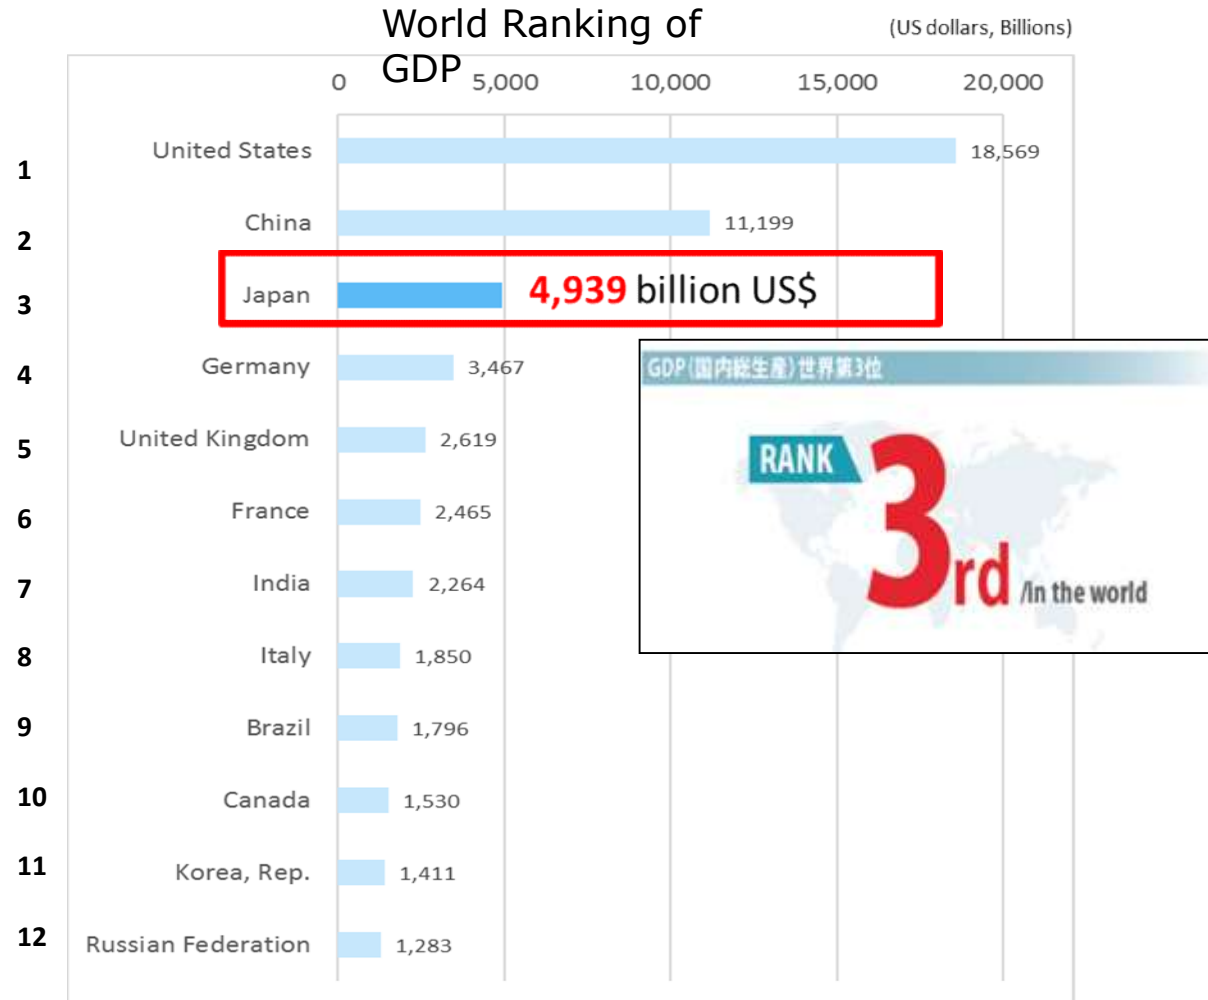 World Ranking of
GDP
(US dollars, Billions)
0 5,000 10,000 15,000 20,000
1 United States 18,569
2 China 11,199
3 Japan 4,939 billion US$
4 Germany 3,467
GDP(国内総生産)世界第3位
5 United Kingdom 2,619
RANK 3rd /in the world
6 France 2,465
7 India 2,264
8 Italy 1,850
9 Brazil 1,796
10 Canada 1,530
11 Korea, Rep. 1,411
12 Russian Federation 1,283